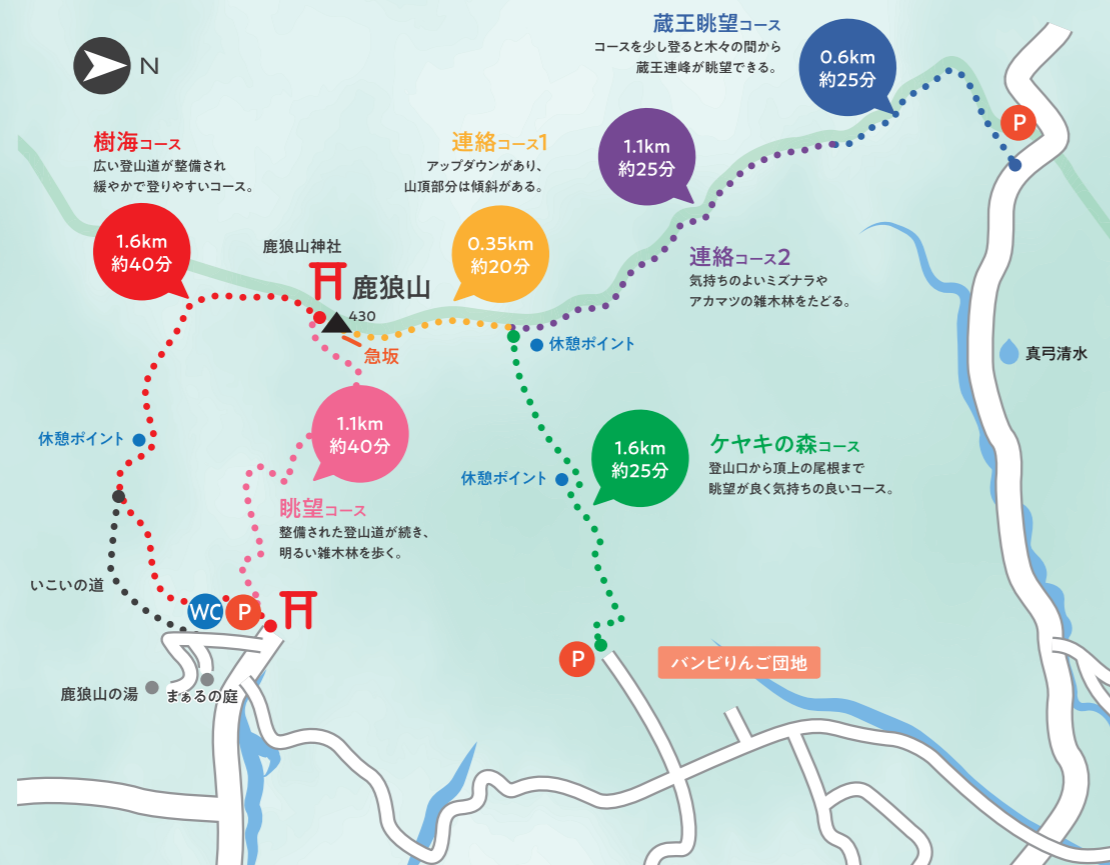 N
蔵王眺望コース
コースを少し登ると木々の間から
蔵王連峰が眺望できる。
0.6km
約25分
P
樹海コース
広い登山道が整備され
緩やかで登りやすいコース。
1.6km
約40分
連絡コース1
アップダウンがあり、
山頂部分は傾斜がある。
0.35km
約20分
1.1km
約25分
連絡コース2
気持ちのよいミズナラや
アカマツの雑木林をたどる。
鹿狼山神社
鹿狼山
430
急坂
休憩ポイント
真弓清水
休憩ポイント
1.1km
約40分
眺望コース
整備された登山道が続き、
明るい雑木林を歩く。
休憩ポイント
1.6km
約25分
ケヤキの森コース
登山口から頂上の尾根まで
眺望が良く気持ちの良いコース。
いこいの道
WC
P
P
バンビりんご団地
鹿狼山の湯
まぁるの庭